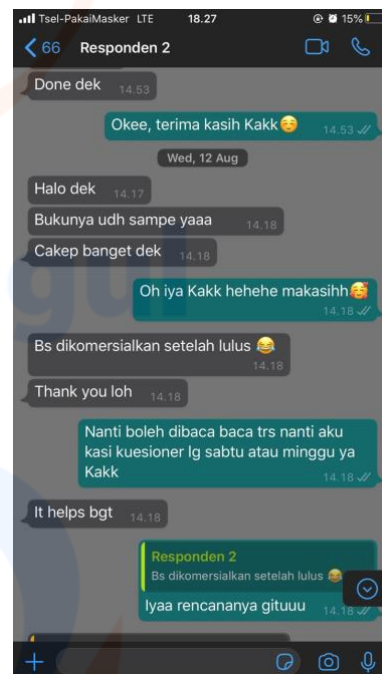 Tsel-PakaiMasker LTE 18.27 15%
66 Responden 2
Done dek 14.53
Okee, terima kasih Kakk😊 14.53
Wed, 12 Aug
Halo dek 14.17
Bukunya udh sampe yaaa 14.18
Cakep banget dek 14.18
Oh iya Kakk hehehe makasihh🥰
14.18
Bs dikomersialkan setelah lulus 😂
14.18
Thank you loh 14.18
Nanti boleh dibaca baca trs nanti aku
kasi kuesioner lg sabtu atau minggu ya
Kakk 14.18
It helps bgt 14.18
Responden 2
Bs dikomersialkan setelah lulus 😂
Iyaa rencananya gituuu 14.18